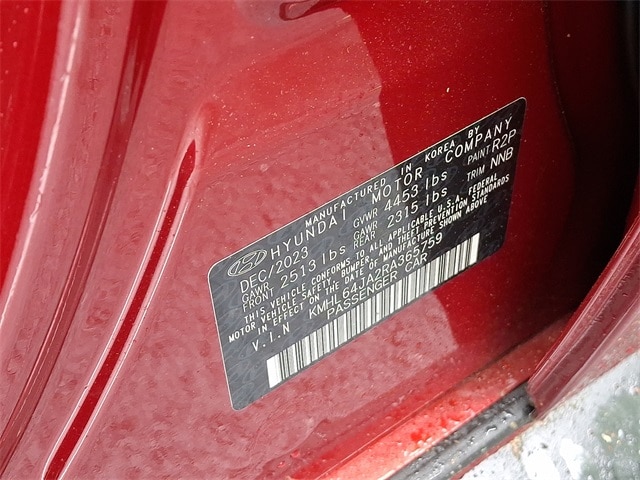 MANUFACTURED IN KOREA BY
HYUNDAI MOTOR COMPANY
DEC/2023 GVWR 4453 lbs PAINT R2P
GAWR FRONT 2513 lbs GAWR REAR 2315 lbs TRIM NNB
THIS VEHICLE CONFORMS TO ALL APPLICABLE U.S.A. FEDERAL
MOTOR VEHICLE SAFETY, BUMPER, AND THEFT PREVENTION STANDARDS
IN EFFECT ON THE DATE OF MANUFACTURE SHOWN ABOVE
V.I.N KMHL64JA2RA365759
PASSENGER CAR